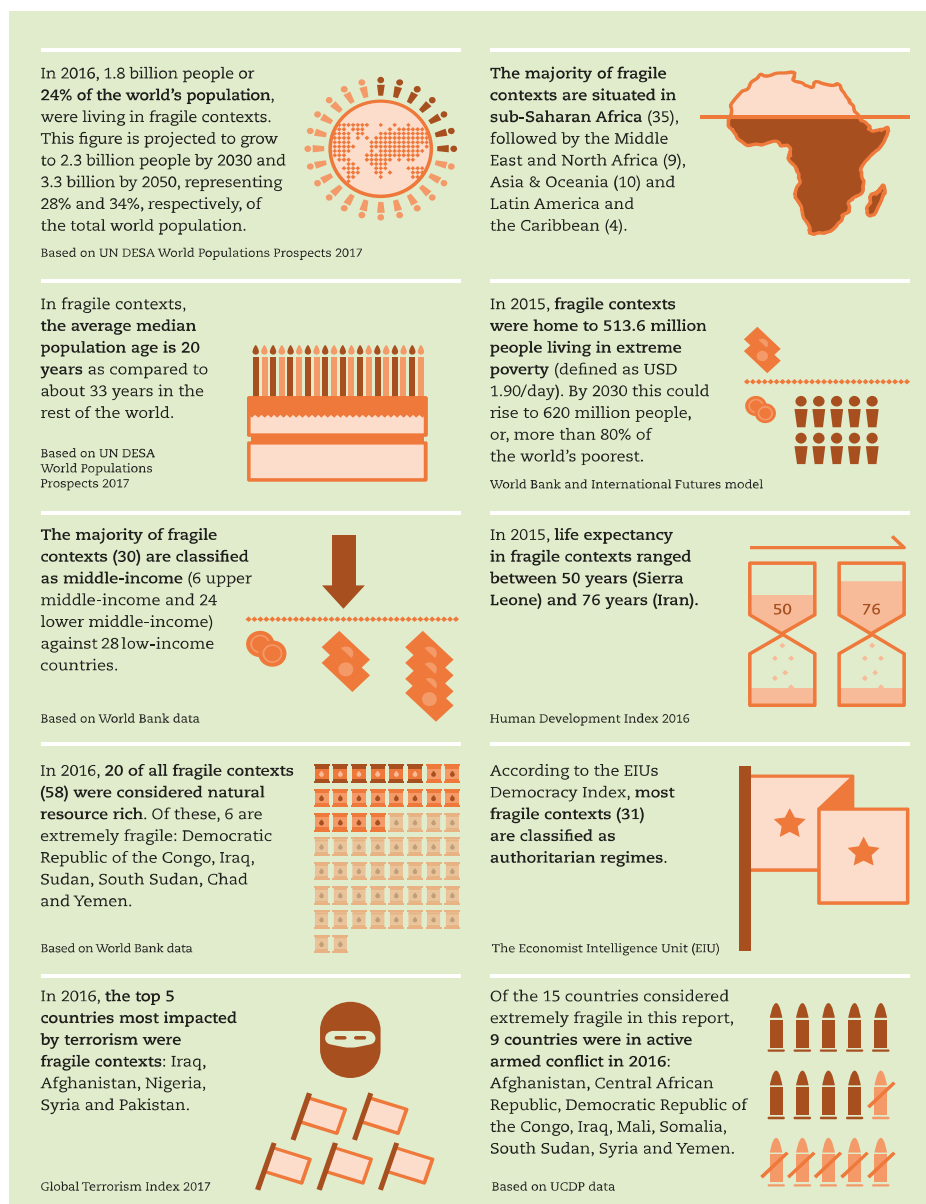 In 2016, 1.8 billion people or
24% of the world's population,
were living in fragile contexts.
This figure is projected to grow
to 2.3 billion people by 2030 and
3.3 billion by 2050, representing
28% and 34%, respectively, of
the total world population.
Based on UN DESA World Populations Prospects 2017
The majority of fragile
contexts are situated in
sub-Saharan Africa (35),
followed by the Middle
East and North Africa (9),
Asia & Oceania (10) and
Latin America and
the Caribbean (4).
In fragile contexts,
the average median
population age is 20
years as compared to
about 33 years in the
rest of the world.
Based on UN DESA
World Populations
Prospects 2017
In 2015, fragile contexts
were home to 513.6 million
people living in extreme
poverty (defined as USD
1.90/day). By 2030 this could
rise to 620 million people,
or, more than 80% of
the world's poorest.
World Bank and International Futures model
The majority of fragile
contexts (30) are classified
as middle-income (6 upper
middle-income and 24
lower middle-income)
against 28 low-income
countries.
Based on World Bank data
In 2015, life expectancy
in fragile contexts ranged
between 50 years (Sierra
Leone) and 76 years (Iran).
50
76
Human Development Index 2016
In 2016, 20 of all fragile contexts
(58) were considered natural
resource rich. Of these, 6 are
extremely fragile: Democratic
Republic of the Congo, Iraq,
Sudan, South Sudan, Chad
and Yemen.
Based on World Bank data
According to the EIUs
Democracy Index, most
fragile contexts (31)
are classified as
authoritarian regimes.
The Economist Intelligence Unit (EIU)
In 2016, the top 5
countries most impacted
by terrorism were
fragile contexts: Iraq,
Afghanistan, Nigeria,
Syria and Pakistan.
Global Terrorism Index 2017
Of the 15 countries considered
extremely fragile in this report,
9 countries were in active
armed conflict in 2016:
Afghanistan, Central African
Republic, Democratic Republic of
the Congo, Iraq, Mali, Somalia,
South Sudan, Syria and Yemen.
Based on UCDP data